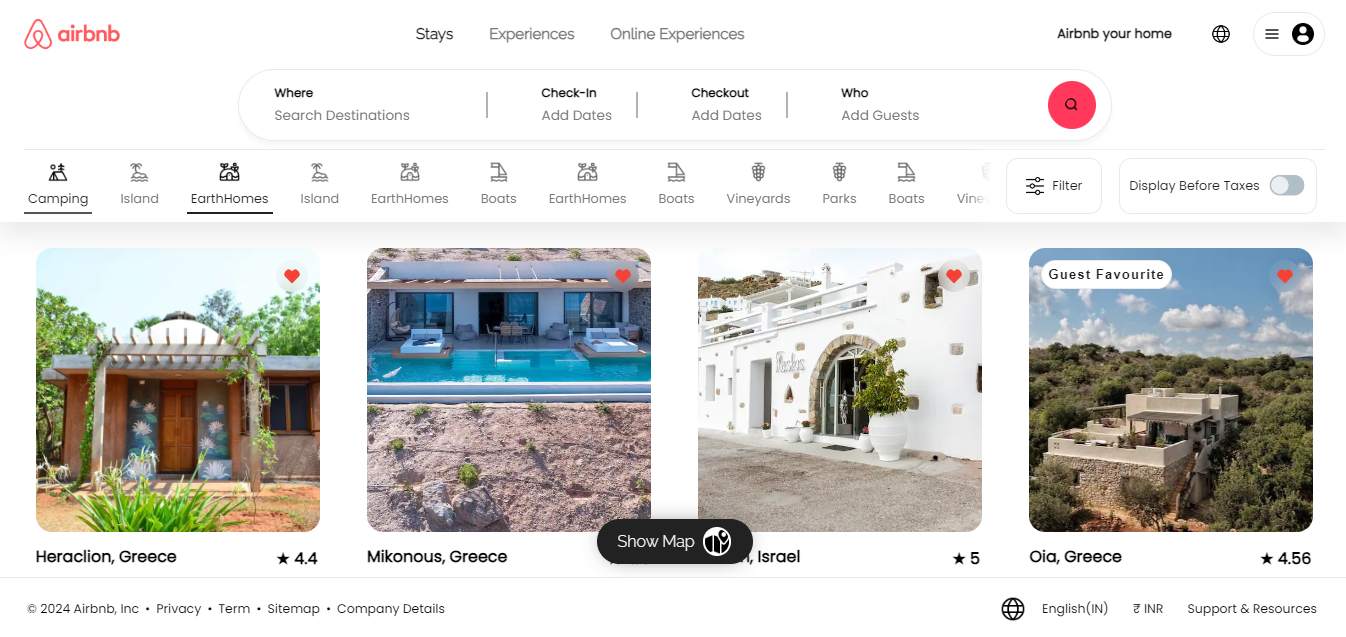 airbnb
Stays Experiences Online Experiences
Airbnb your home
Where Check-In Checkout Who
Search Destinations Add Dates Add Dates Add Guests
Camping Island EarthHomes Island EarthHomes Boats EarthHomes Boats Vineyards Parks Boats
Filter
Display Before Taxes
Guest Favourite
Show Map
Heraclion, Greece ★ 4.4
Mikonous, Greece
, Israel ★ 5
Oia, Greece ★ 4.56
© 2024 Airbnb, Inc • Privacy • Term • Sitemap • Company Details
English(IN) ₹ INR Support & Resources